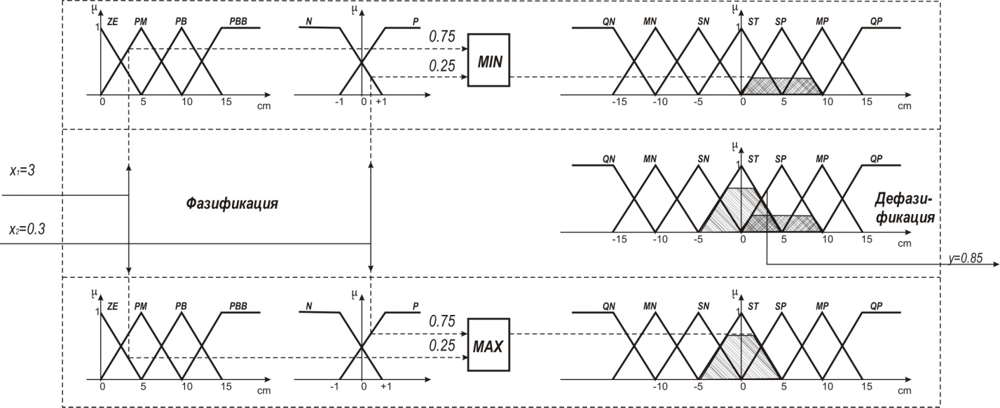 μ μ μ
ZE PM PB PBB N P QN MN SN ST SP MP QP
1 1
0.75
MIN
0.25
0 5 10 15 -1 0 +1 -15 -10 -5 0 5 10 15
cm cm
μ
QN MN SN ST SP MP QP
1
x₁=3
Фазификация
Дефази-
фикация
x₂=0.3
-15 -10 -5 0 5 10 15
cm
y=0.85
μ μ μ
ZE PM PB PBB N P QN MN SN ST SP MP QP
1 1
0.75
0.25
MAX
0 5 10 15 -1 0 +1 -10 -5 0 5 10 15
cm cm